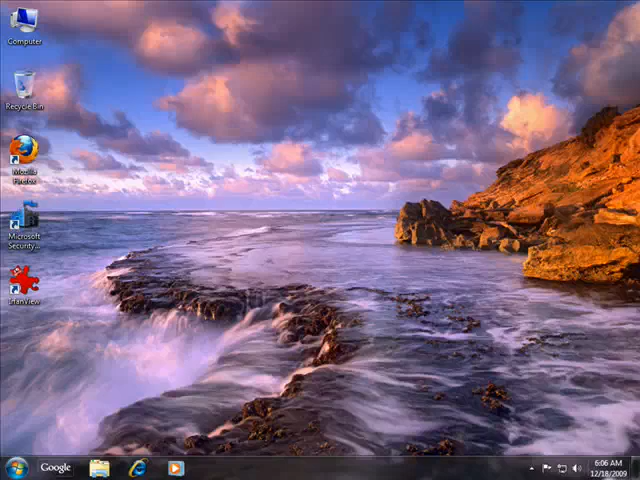 Computer
Recycle Bin
Mozilla
Firefox
Microsoft
Security...
IrfanView
Google
6:06 AM
12/18/2009